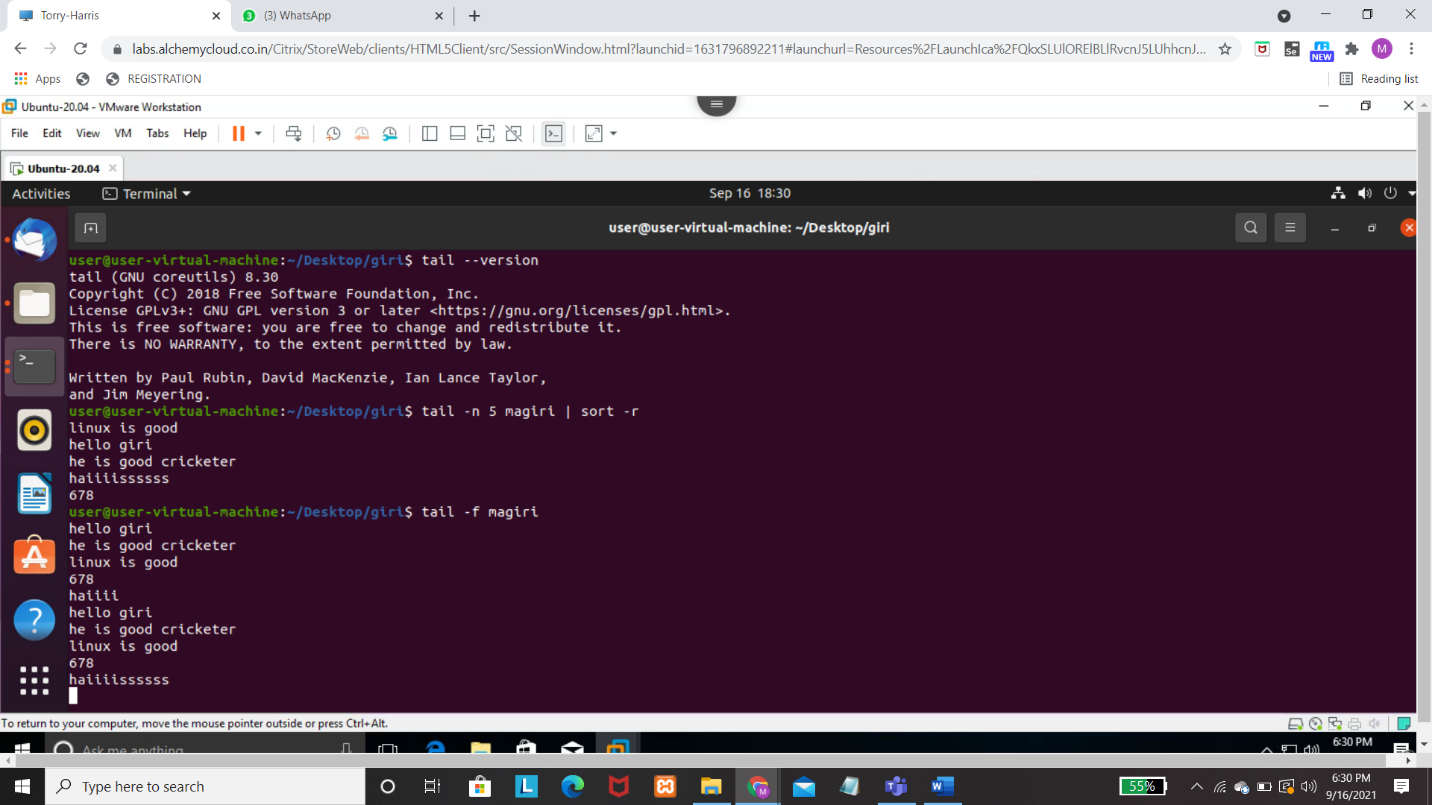 Torry-Harris
(3) WhatsApp
labs.alchemycloud.co.in/Citrix/StoreWeb/clients/HTML5Client/src/SessionWindow.html?launchid=1631796892211#launchurl=Resources%2FLaunchIca%2FQkxSLUlORElBLlRvcnJ5LUhhcnJ...
Se
NEW
M
Apps
REGISTRATION
Reading list
Ubuntu-20.04 - VMware Workstation
File Edit View VM Tabs Help
Ubuntu-20.04
Activities Terminal Sep 16 18:30
user@user-virtual-machine: ~/Desktop/giri
user@user-virtual-machine:~/Desktop/giri$ tail --version
tail (GNU coreutils) 8.30
Copyright (C) 2018 Free Software Foundation, Inc.
License GPLv3+: GNU GPL version 3 or later <https://gnu.org/licenses/gpl.html>.
This is free software: you are free to change and redistribute it.
There is NO WARRANTY, to the extent permitted by law.
Written by Paul Rubin, David MacKenzie, Ian Lance Taylor,
and Jim Meyering.
user@user-virtual-machine:~/Desktop/giri$ tail -n 5 magiri | sort -r
linux is good
hello giri
he is good cricketer
haiiiissssss
678
user@user-virtual-machine:~/Desktop/giri$ tail -f magiri
hello giri
he is good cricketer
linux is good
678
haiiii
hello giri
he is good cricketer
linux is good
678
haiiiissssss
To return to your computer, move the mouse pointer outside or press Ctrl+Alt.
Ask me anything
6:30 PM
Type here to search
55%
6:30 PM
9/16/2021